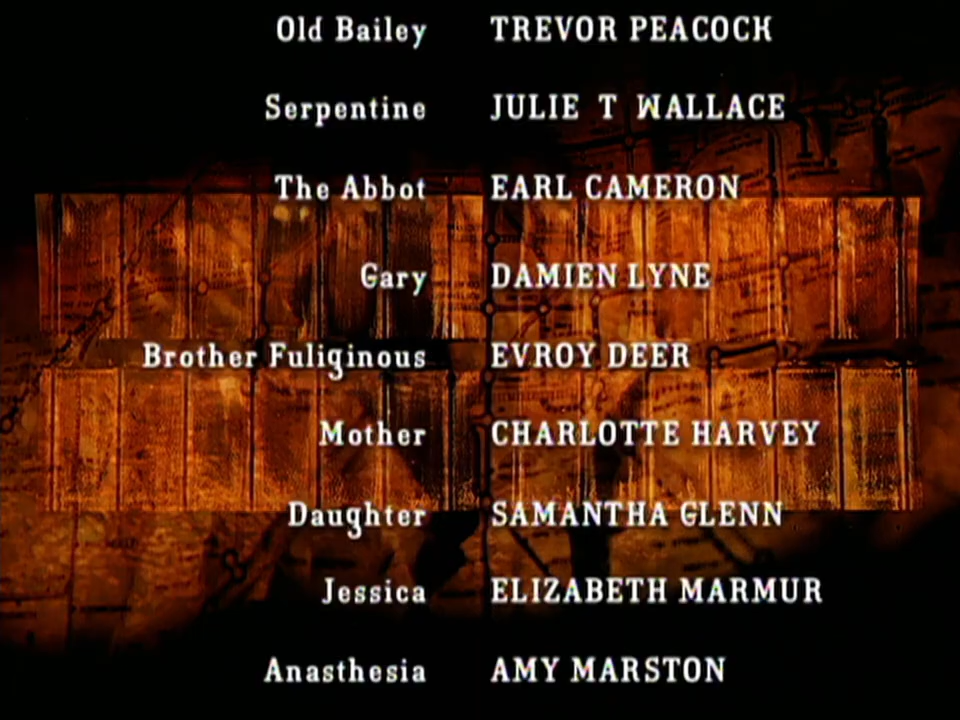 Old Bailey TREVOR PEACOCK
Serpentine JULIE T WALLACE
The Abbot EARL CAMERON
Gary DAMIEN LYNE
Brother Fuliginous EVROY DEER
Mother CHARLOTTE HARVEY
Daughter SAMANTHA GLENN
Jessica ELIZABETH MARMUR
Anasthesia AMY MARSTON